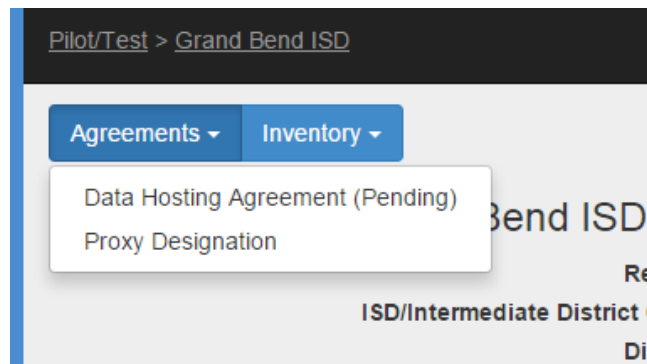 Pilot/Test > Grand Bend ISD
Agreements Inventory
Data Hosting Agreement (Pending)
Proxy Designation
Bend ISD
ISD/Intermediate District